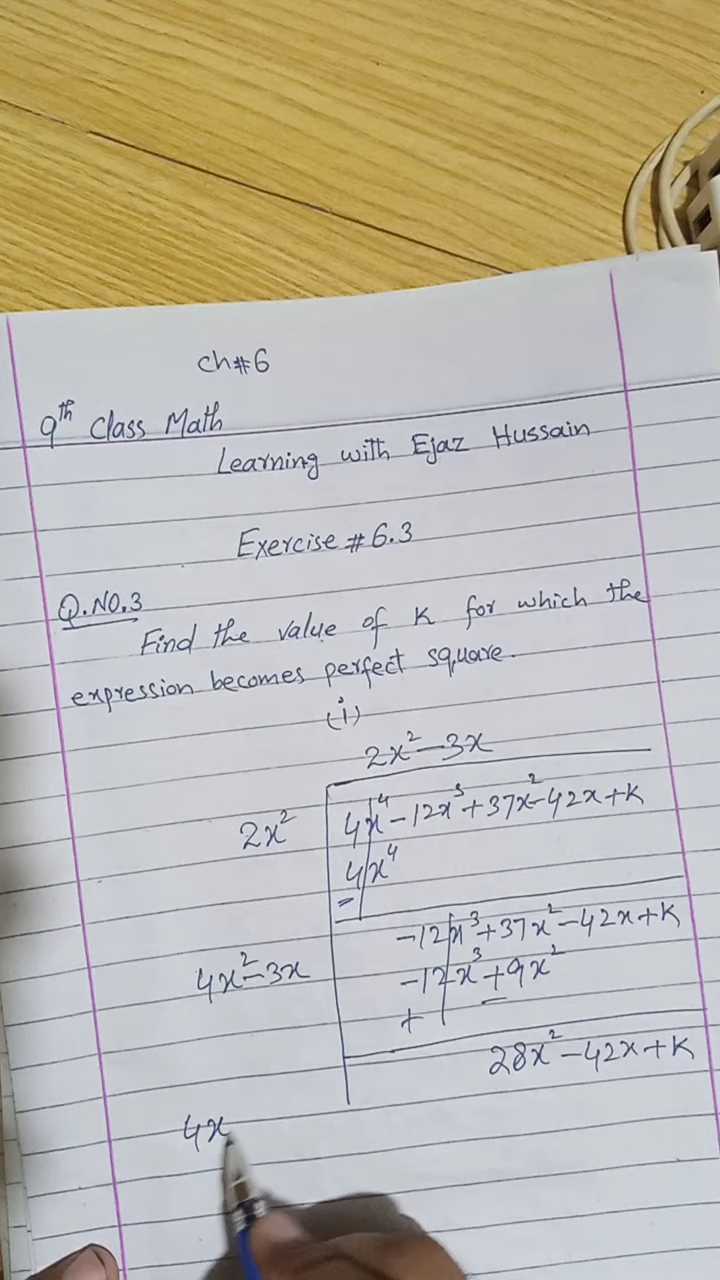 Ch#6
9th Class Math
Learning with Ejaz Hussain
Exercise # 6.3
Q.NO.3
Find the value of K for which the
expression becomes perfect square.
(i)
2x² - 3x
2x² 4x⁴ - 12x³ + 37x² - 42x + K
4x⁴
-
-12x³ + 37x² - 42x + K
4x² - 3x -12x³ + 9x²
+ -
28x² - 42x + K
4x